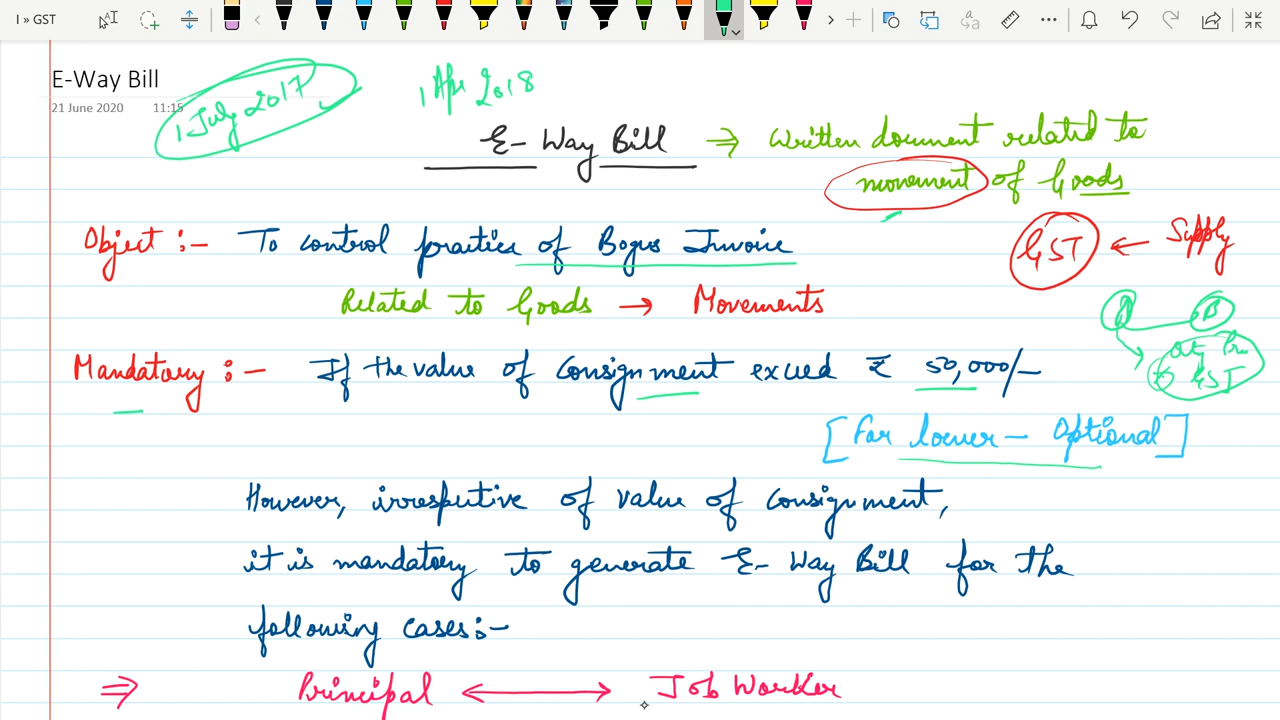 I » GST
E-Way Bill
21 June 2020 11:15
1 July 2017
1 Apr 2018
E-Way Bill ⇒ Written document related to
movement of Goods
Object :- To control practice of Bogus Invoice
GST ← Supply
Related to Goods → Movements
A B
Mandatory :- If the value of consignment exceed ₹ 50,000/-
to GST
[For lower - Optional]
However, irrespective of value of consignment,
it is mandatory to generate E-Way Bill for the
following cases:-
⇒ Principal ⟷ Job Worker